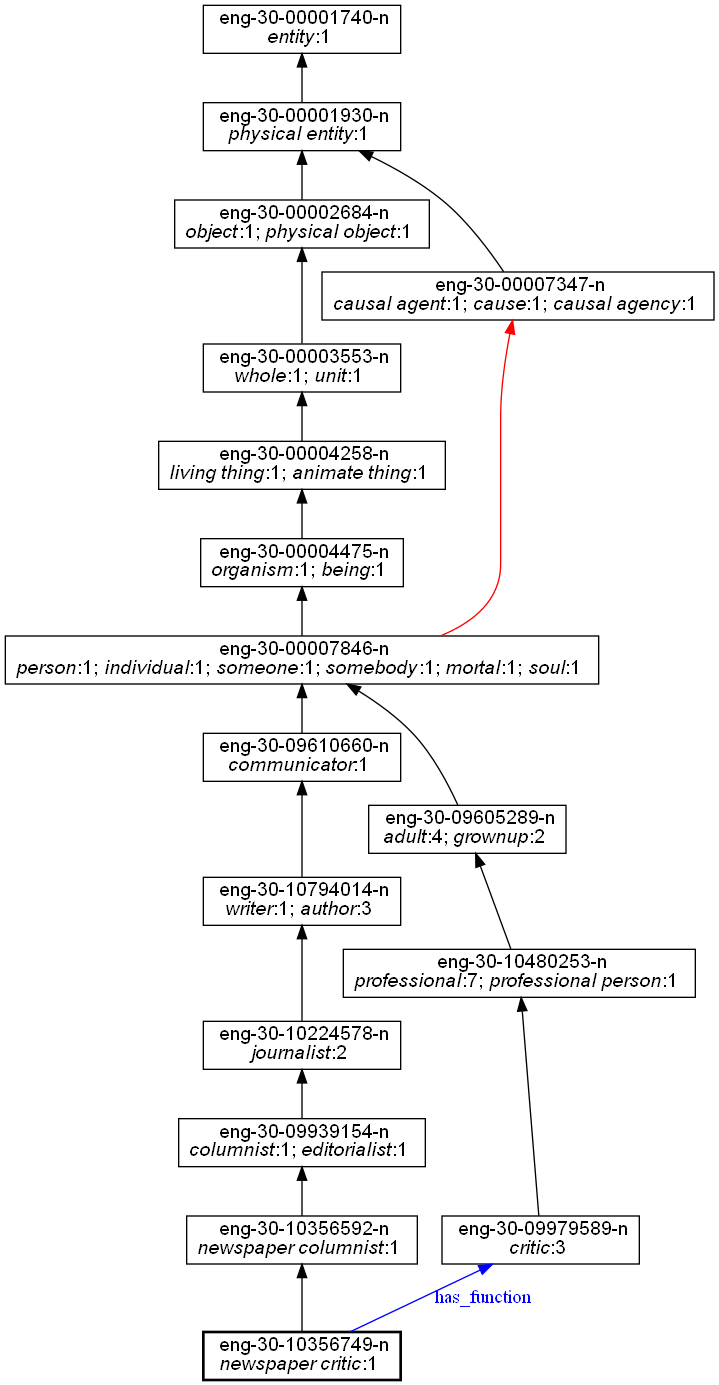 eng-30-00001740-n
entity:1
eng-30-00001930-n
physical entity:1
eng-30-00002684-n
object:1; physical object:1
eng-30-00007347-n
causal agent:1; cause:1; causal agency:1
eng-30-00003553-n
whole:1; unit:1
eng-30-00004258-n
living thing:1; animate thing:1
eng-30-00004475-n
organism:1; being:1
eng-30-00007846-n
person:1; individual:1; someone:1; somebody:1; mortal:1; soul:1
eng-30-09610660-n
communicator:1
eng-30-09605289-n
adult:4; grownup:2
eng-30-10794014-n
writer:1; author:3
eng-30-10480253-n
professional:7; professional person:1
eng-30-10224578-n
journalist:2
eng-30-09939154-n
columnist:1; editorialist:1
eng-30-10356592-n
newspaper columnist:1
eng-30-09979589-n
critic:3
has_function
eng-30-10356749-n
newspaper critic:1